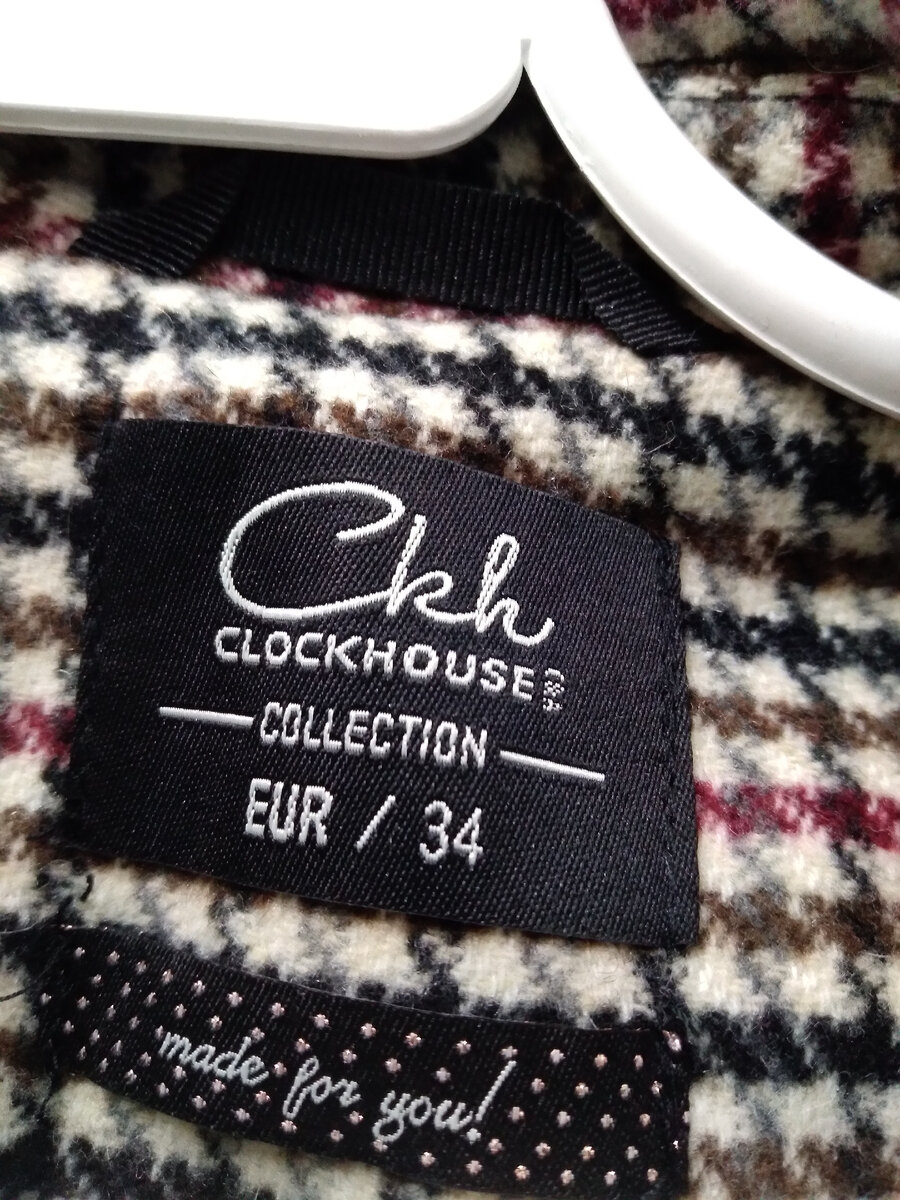 Ckh
CLOCKHOUSE C&A
COLLECTION
EUR / 34
made for you!